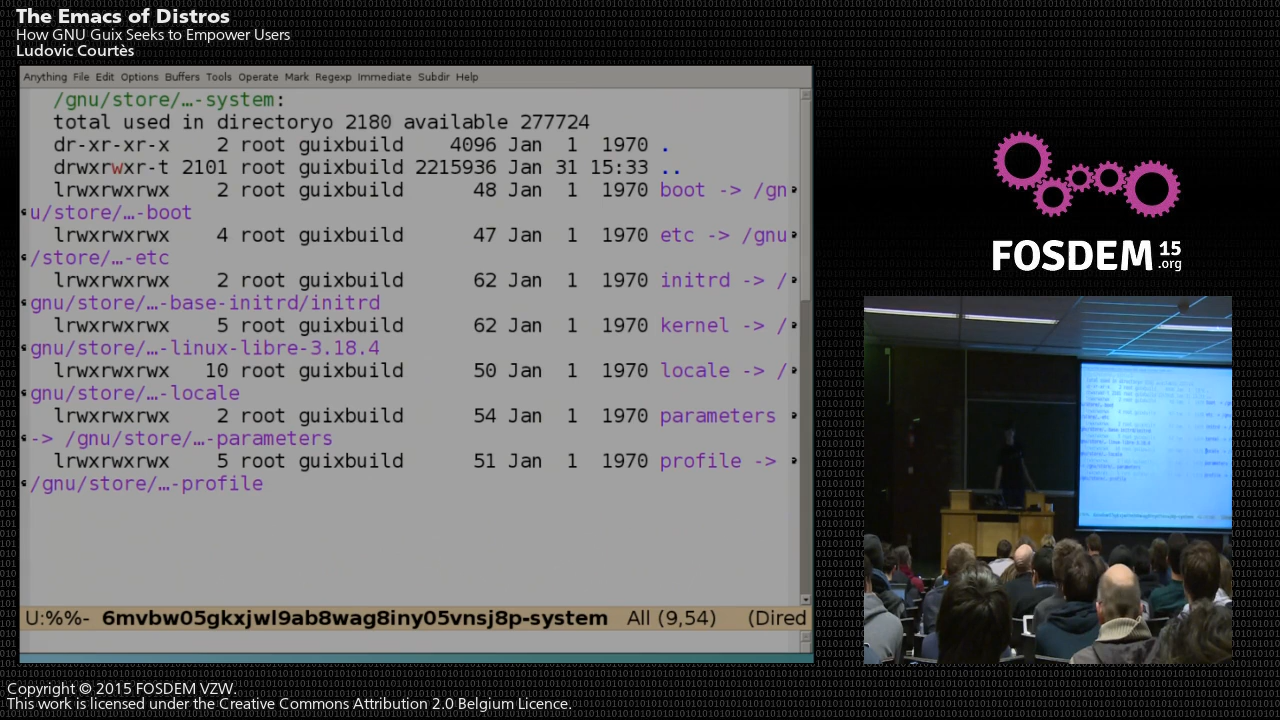 The Emacs of Distros
How GNU Guix Seeks to Empower Users
Ludovic Courtès
Anything File Edit Options Buffers Tools Operate Mark Regexp Immediate Subdir Help
/gnu/store/…-system:
total used in directoryo 2180 available 277724
dr-xr-xr-x 2 root guixbuild 4096 Jan 1 1970 .
drwxrwxr-t 2101 root guixbuild 2215936 Jan 31 15:33 ..
lrwxrwxrwx 2 root guixbuild 48 Jan 1 1970 boot -> /gn
u/store/…-boot
lrwxrwxrwx 4 root guixbuild 47 Jan 1 1970 etc -> /gnu
/store/…-etc
lrwxrwxrwx 2 root guixbuild 62 Jan 1 1970 initrd -> /
gnu/store/…-base-initrd/initrd
lrwxrwxrwx 5 root guixbuild 62 Jan 1 1970 kernel -> /
gnu/store/…-linux-libre-3.18.4
lrwxrwxrwx 10 root guixbuild 50 Jan 1 1970 locale -> /
gnu/store/…-locale
lrwxrwxrwx 2 root guixbuild 54 Jan 1 1970 parameters
-> /gnu/store/…-parameters
lrwxrwxrwx 5 root guixbuild 51 Jan 1 1970 profile ->
/gnu/store/…-profile
U:%%- 6mvbw05gkxjwl9ab8wag8iny05vnsj8p-system All (9,54) (Dired
FOSDEM 15
.org
Copyright © 2015 FOSDEM VZW.
This work is licensed under the Creative Commons Attribution 2.0 Belgium Licence.